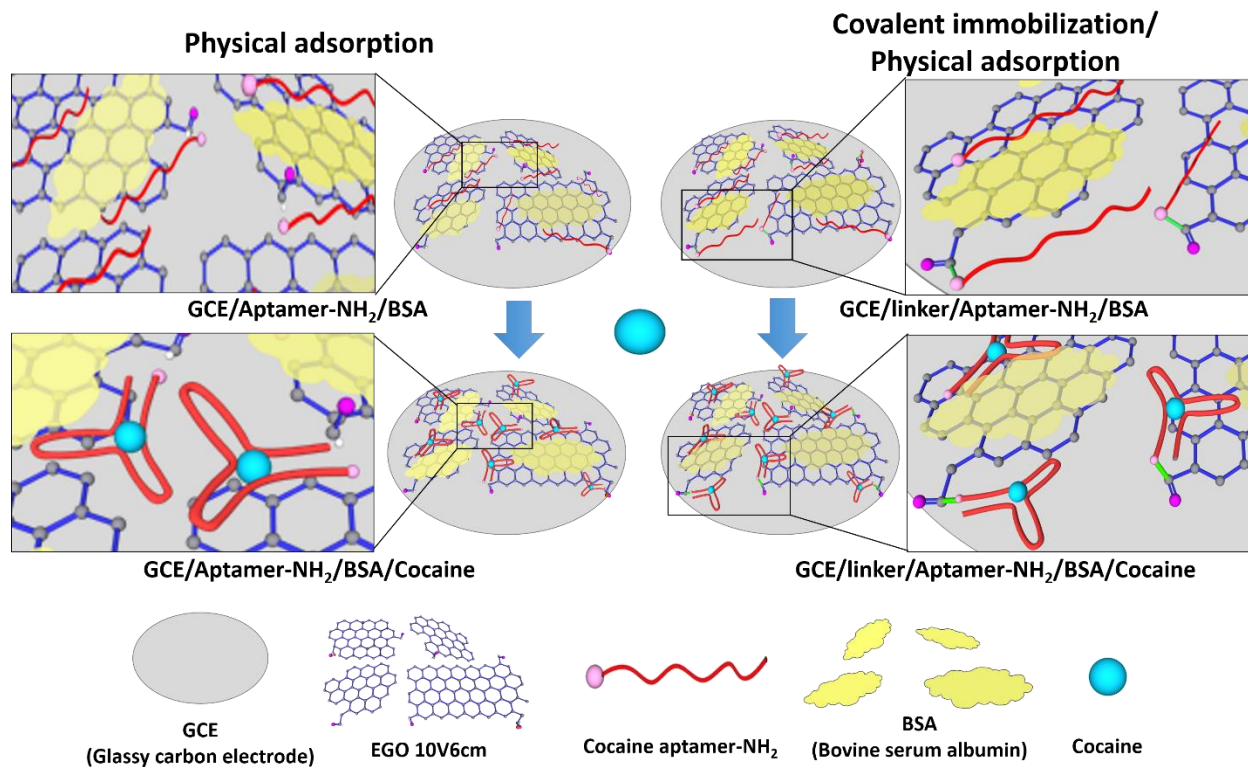 Physical adsorption
Covalent immobilization/
Physical adsorption
GCE/Aptamer-NH₂/BSA
GCE/linker/Aptamer-NH₂/BSA
GCE/Aptamer-NH₂/BSA/Cocaine
GCE/linker/Aptamer-NH₂/BSA/Cocaine
GCE
(Glassy carbon electrode)
EGO 10V6cm
Cocaine aptamer-NH₂
BSA
(Bovine serum albumin)
Cocaine